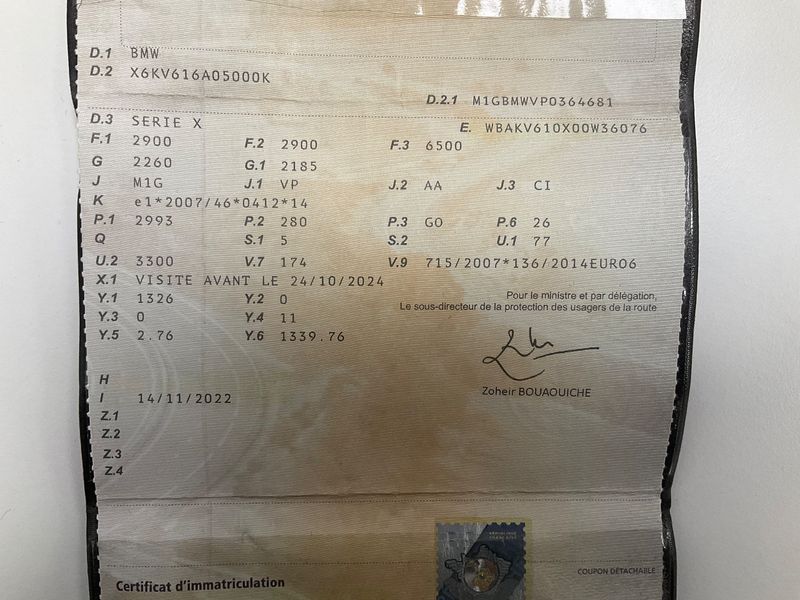 D.1 BMW
D.2 X6KV616A05000K
D.2.1 M1GBMWVP0364681
D.3 SERIE X
E. WBAKV610X00W36076
F.1 2900 F.2 2900 F.3 6500
G 2260 G.1 2185
J M1G J.1 VP J.2 AA J.3 CI
K e1*2007/46*0412*14
P.1 2993 P.2 280 P.3 GO P.6 26
Q S.1 5 S.2 U.1 77
U.2 3300 V.7 174 V.9 715/2007*136/2014EURO6
X.1 VISITE AVANT LE 24/10/2024
Y.1 1326 Y.2 0
Pour le ministre et par délégation,
Le sous-directeur de la protection des usagers de la route
Y.3 0 Y.4 11
Y.5 2.76 Y.6 1339.76
Zoheir BOUAOUICHE
H
I 14/11/2022
Z.1
Z.2
Z.3
Z.4
RÉPUBLIQUE
FRANÇAISE
COUPON DÉTACHABLE
Certificat d'immatriculation